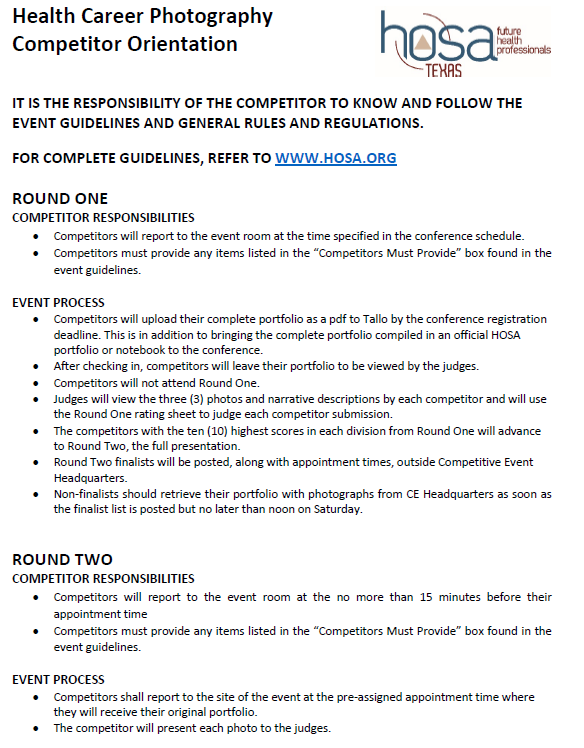 Health Career Photography
Competitor Orientation
hosa
future
health
professionals
TEXAS
IT IS THE RESPONSIBILITY OF THE COMPETITOR TO KNOW AND FOLLOW THE
EVENT GUIDELINES AND GENERAL RULES AND REGULATIONS.
FOR COMPLETE GUIDELINES, REFER TO WWW.HOSA.ORG
ROUND ONE
COMPETITOR RESPONSIBILITIES
• Competitors will report to the event room at the time specified in the conference schedule.
• Competitors must provide any items listed in the “Competitors Must Provide” box found in the
event guidelines.
EVENT PROCESS
• Competitors will upload their complete portfolio as a pdf to Tallo by the conference registration
deadline. This is in addition to bringing the complete portfolio compiled in an official HOSA
portfolio or notebook to the conference.
• After checking in, competitors will leave their portfolio to be viewed by the judges.
• Competitors will not attend Round One.
• Judges will view the three (3) photos and narrative descriptions by each competitor and will use
the Round One rating sheet to judge each competitor submission.
• The competitors with the ten (10) highest scores in each division from Round One will advance
to Round Two, the full presentation.
• Round Two finalists will be posted, along with appointment times, outside Competitive Event
Headquarters.
• Non-finalists should retrieve their portfolio with photographs from CE Headquarters as soon as
the finalist list is posted but no later than noon on Saturday.
ROUND TWO
COMPETITOR RESPONSIBILITIES
• Competitors will report to the event room at the no more than 15 minutes before their
appointment time
• Competitors must provide any items listed in the “Competitors Must Provide” box found in the
event guidelines.
EVENT PROCESS
• Competitors shall report to the site of the event at the pre-assigned appointment time where
they will receive their original portfolio.
• The competitor will present each photo to the judges.